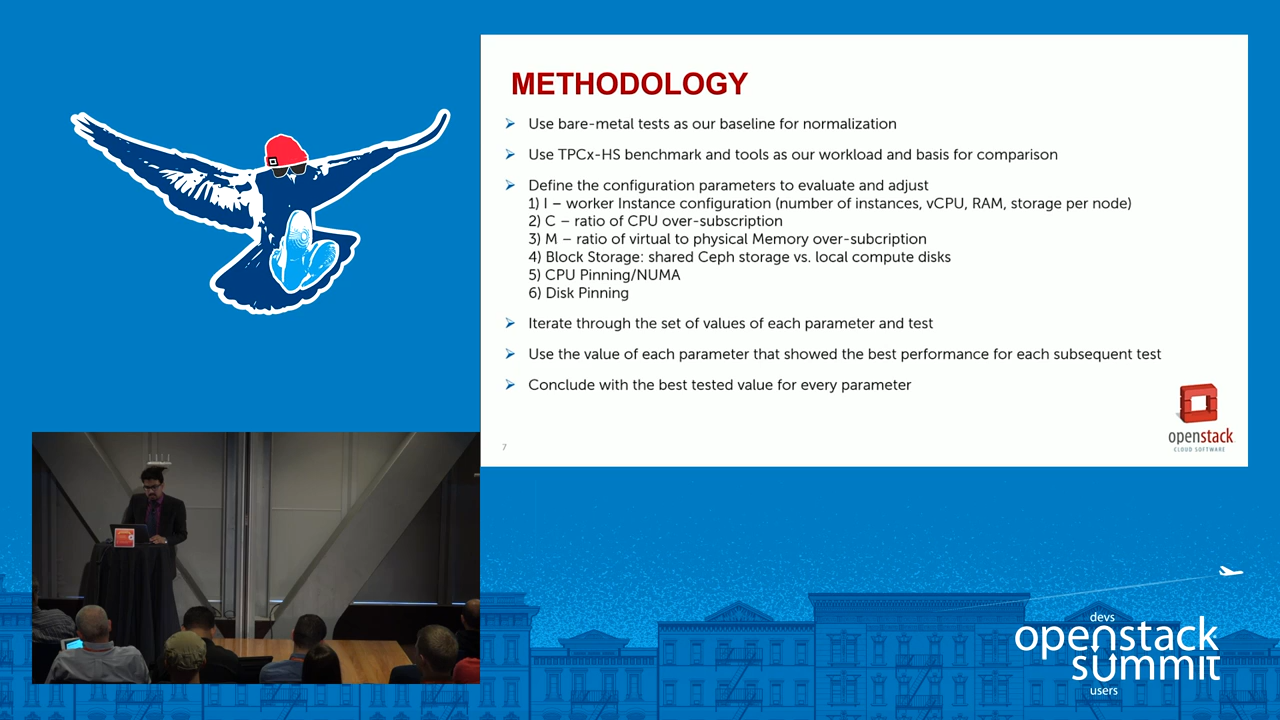 METHODOLOGY
Use bare-metal tests as our baseline for normalization
Use TPCx-HS benchmark and tools as our workload and basis for comparison
Define the configuration parameters to evaluate and adjust
1) I – worker Instance configuration (number of instances, vCPU, RAM, storage per node)
2) C – ratio of CPU over-subscription
3) M – ratio of virtual to physical Memory over-subcription
4) Block Storage: shared Ceph storage vs. local compute disks
5) CPU Pinning/NUMA
6) Disk Pinning
Iterate through the set of values of each parameter and test
Use the value of each parameter that showed the best performance for each subsequent test
Conclude with the best tested value for every parameter
7
openstack
CLOUD SOFTWARE
devs
openstack
summit
users